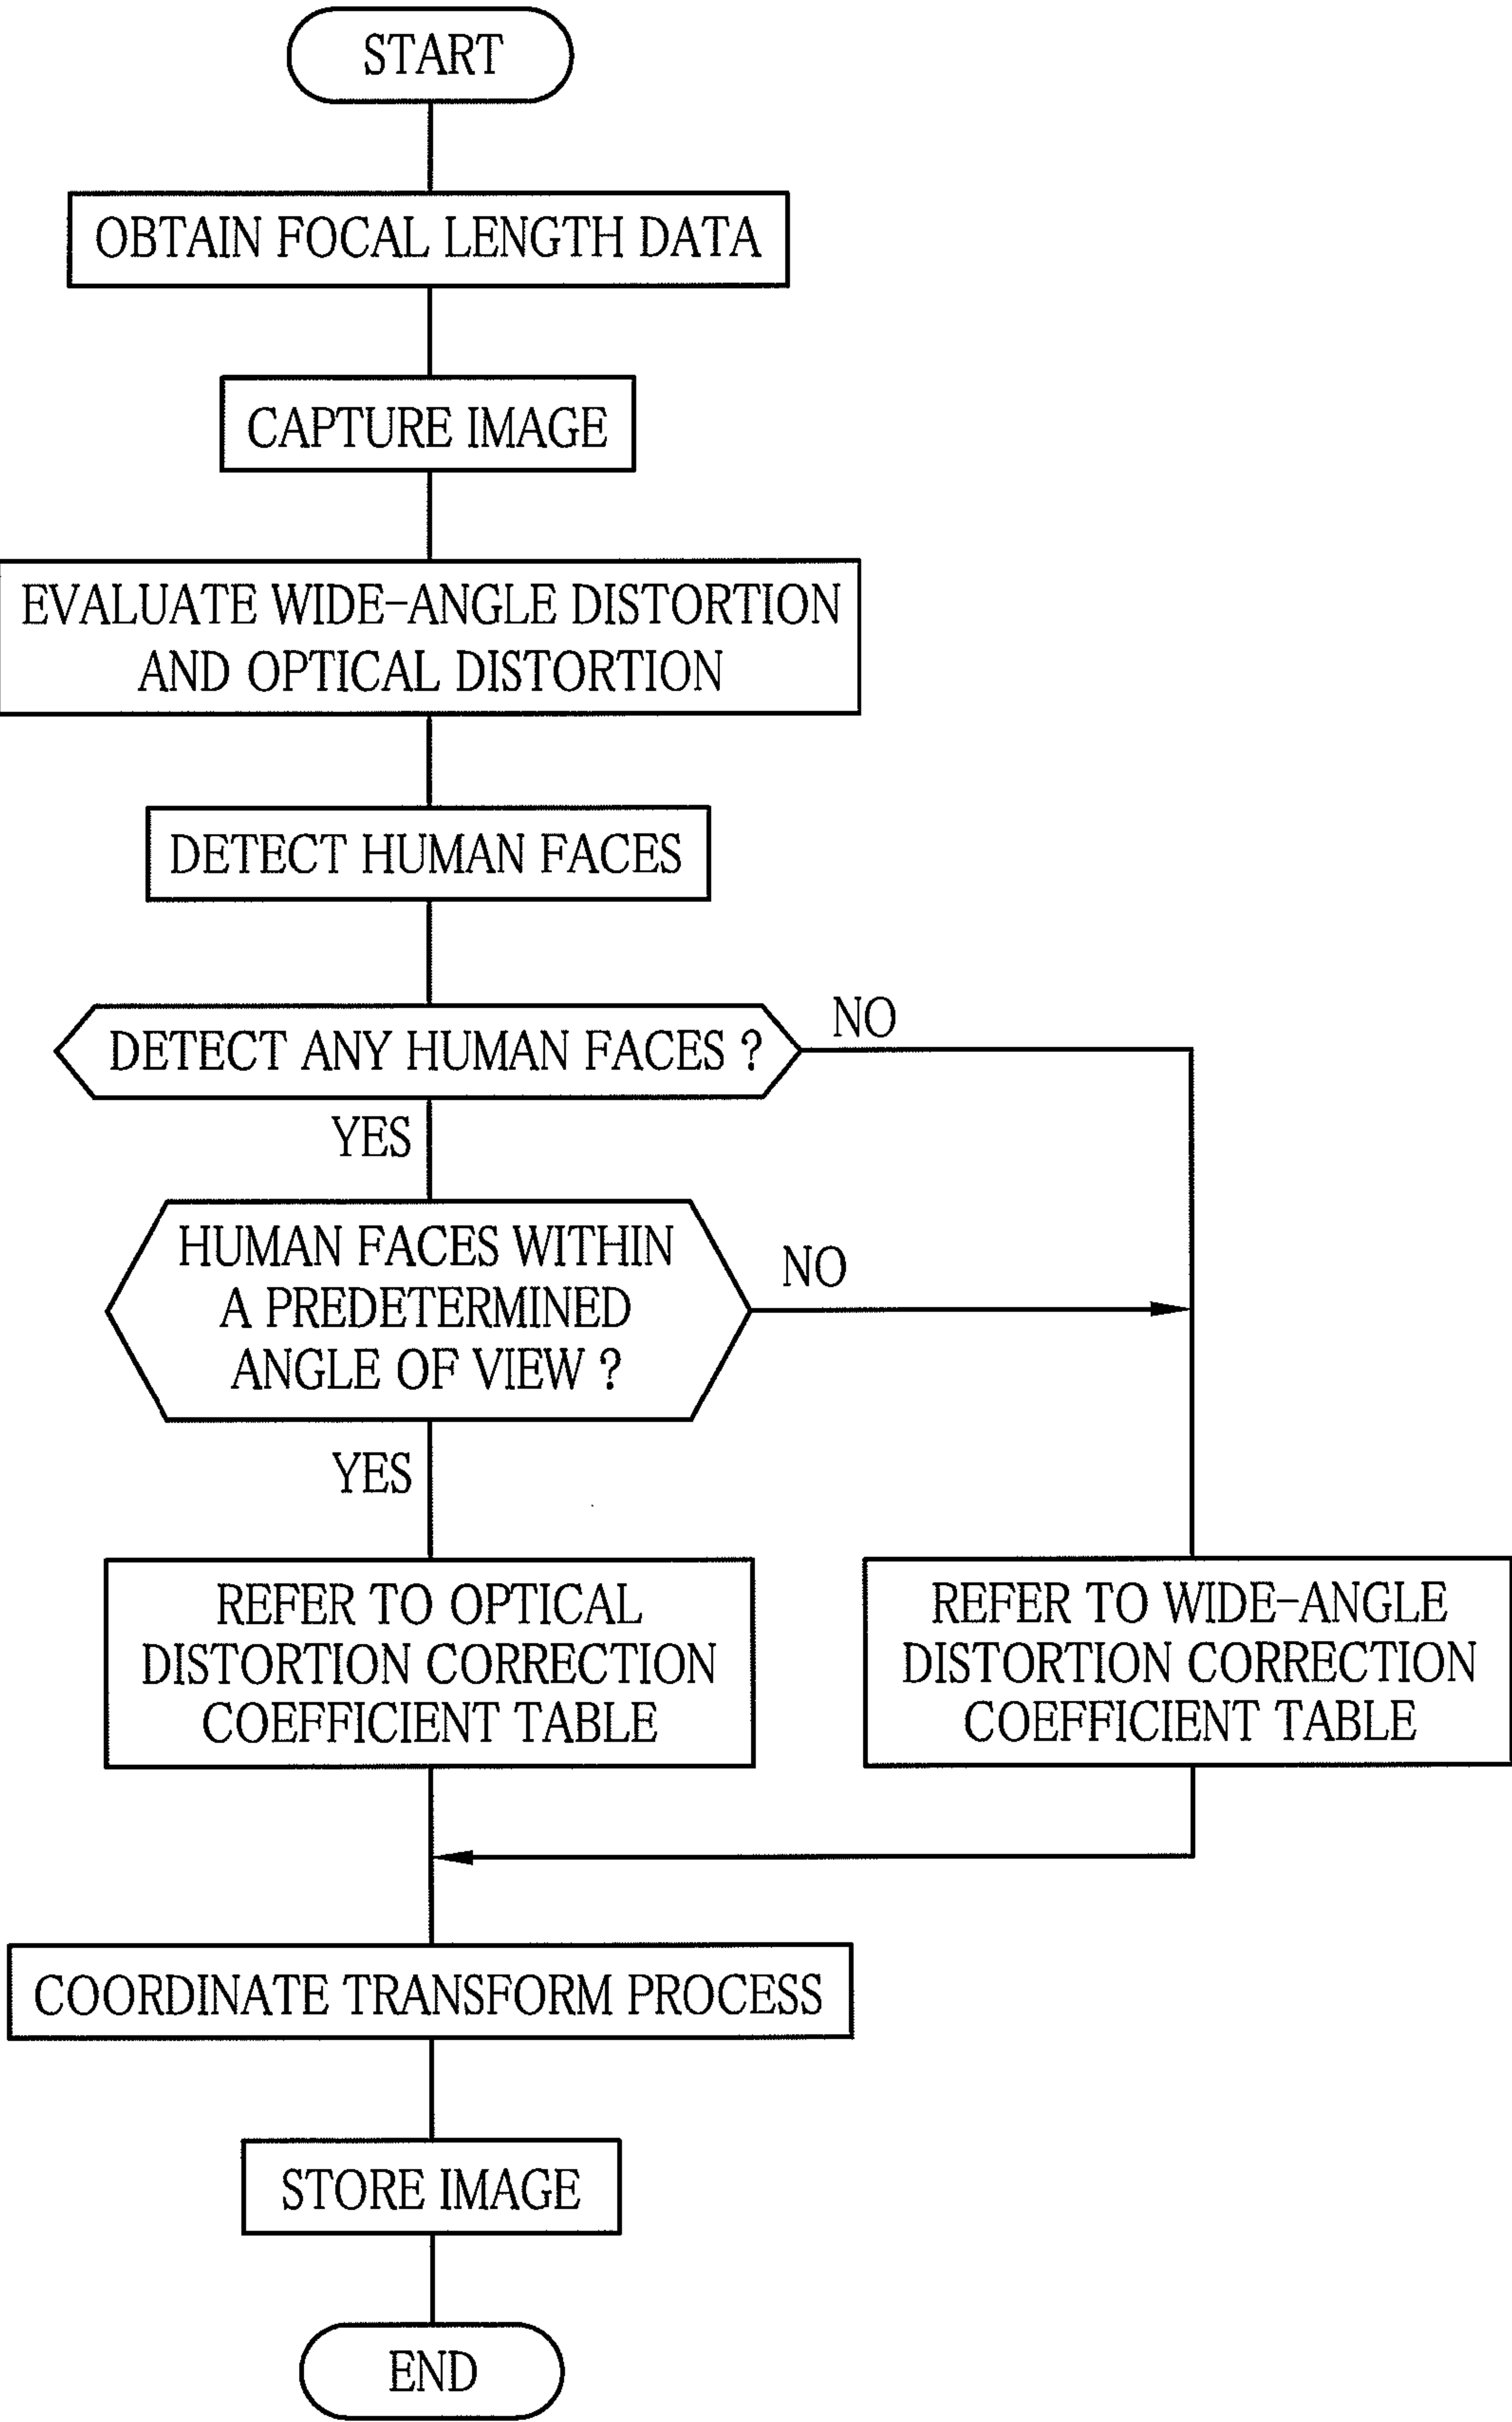 START
OBTAIN FOCAL LENGTH DATA
CAPTURE IMAGE
EVALUATE WIDE-ANGLE DISTORTION
AND OPTICAL DISTORTION
DETECT HUMAN FACES
DETECT ANY HUMAN FACES ?
NO
YES
HUMAN FACES WITHIN
A PREDETERMINED
ANGLE OF VIEW ?
NO
YES
REFER TO OPTICAL
DISTORTION CORRECTION
COEFFICIENT TABLE
REFER TO WIDE-ANGLE
DISTORTION CORRECTION
COEFFICIENT TABLE
COORDINATE TRANSFORM PROCESS
STORE IMAGE
END